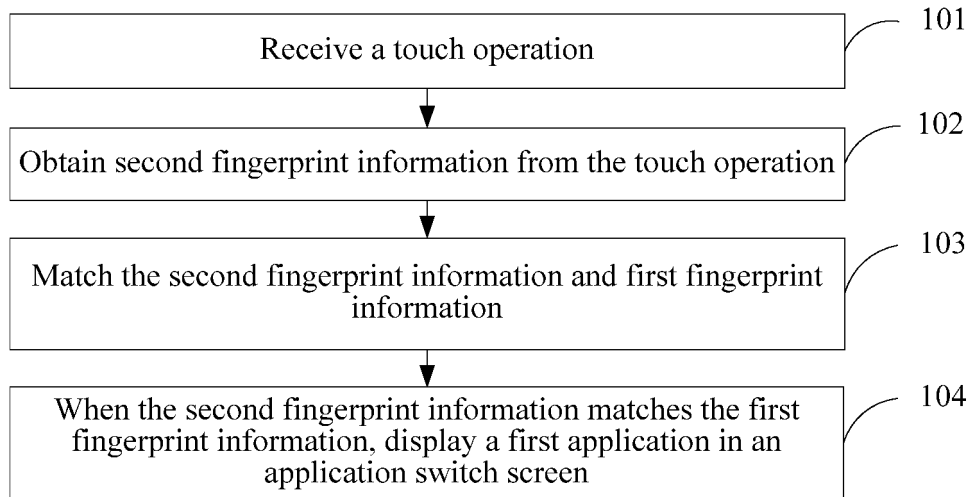 101
Receive a touch operation
102
Obtain second fingerprint information from the touch operation
103
Match the second fingerprint information and first fingerprint
information
104
When the second fingerprint information matches the first
fingerprint information, display a first application in an
application switch screen